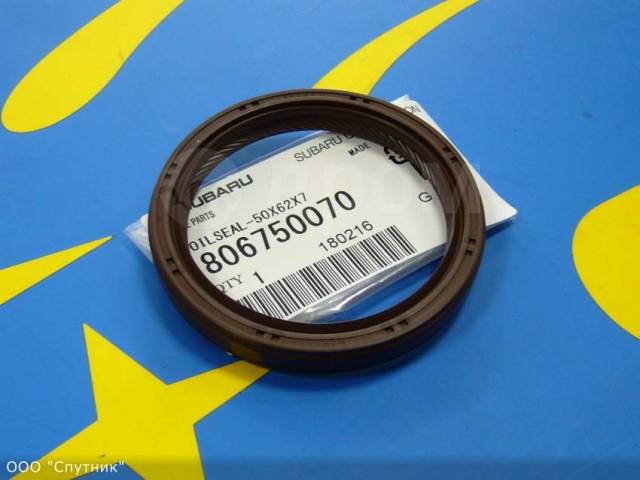 SUBARU
SUBARU
PARTS
MADE
OILSEAL-50X62X7
806750070
G
QTY 1
180216
ООО "Спутник"